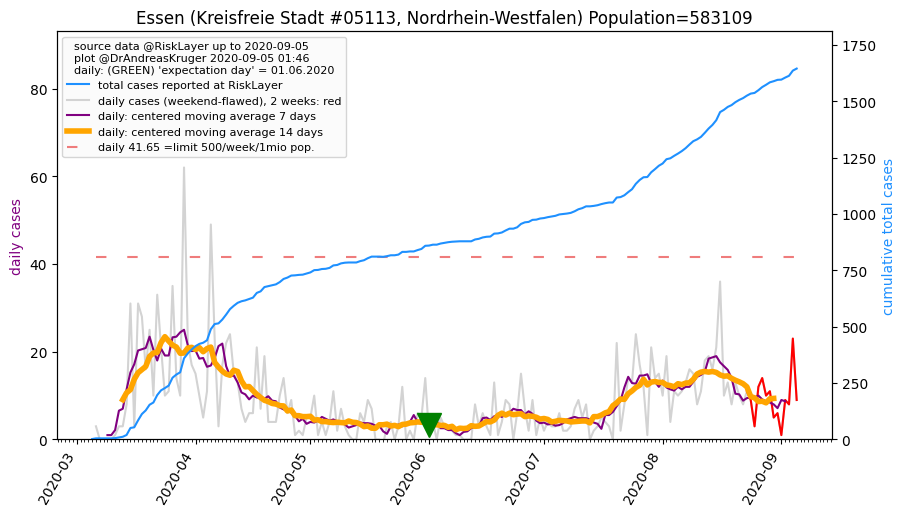 Essen (Kreisfreie Stadt #05113, Nordrhein-Westfalen) Population=583109
source data @RiskLayer up to 2020-09-05
plot @DrAndreasKruger 2020-09-05 01:46
daily: (GREEN) 'expectation day' = 01.06.2020
total cases reported at RiskLayer
daily cases (weekend-flawed), 2 weeks: red
daily: centered moving average 7 days
daily: centered moving average 14 days
daily 41.65 =limit 500/week/1mio pop.
daily cases
80
60
40
20
0
cumulative total cases
1750
1500
1250
1000
750
500
250
0
2020-03
2020-04
2020-05
2020-06
2020-07
2020-08
2020-09